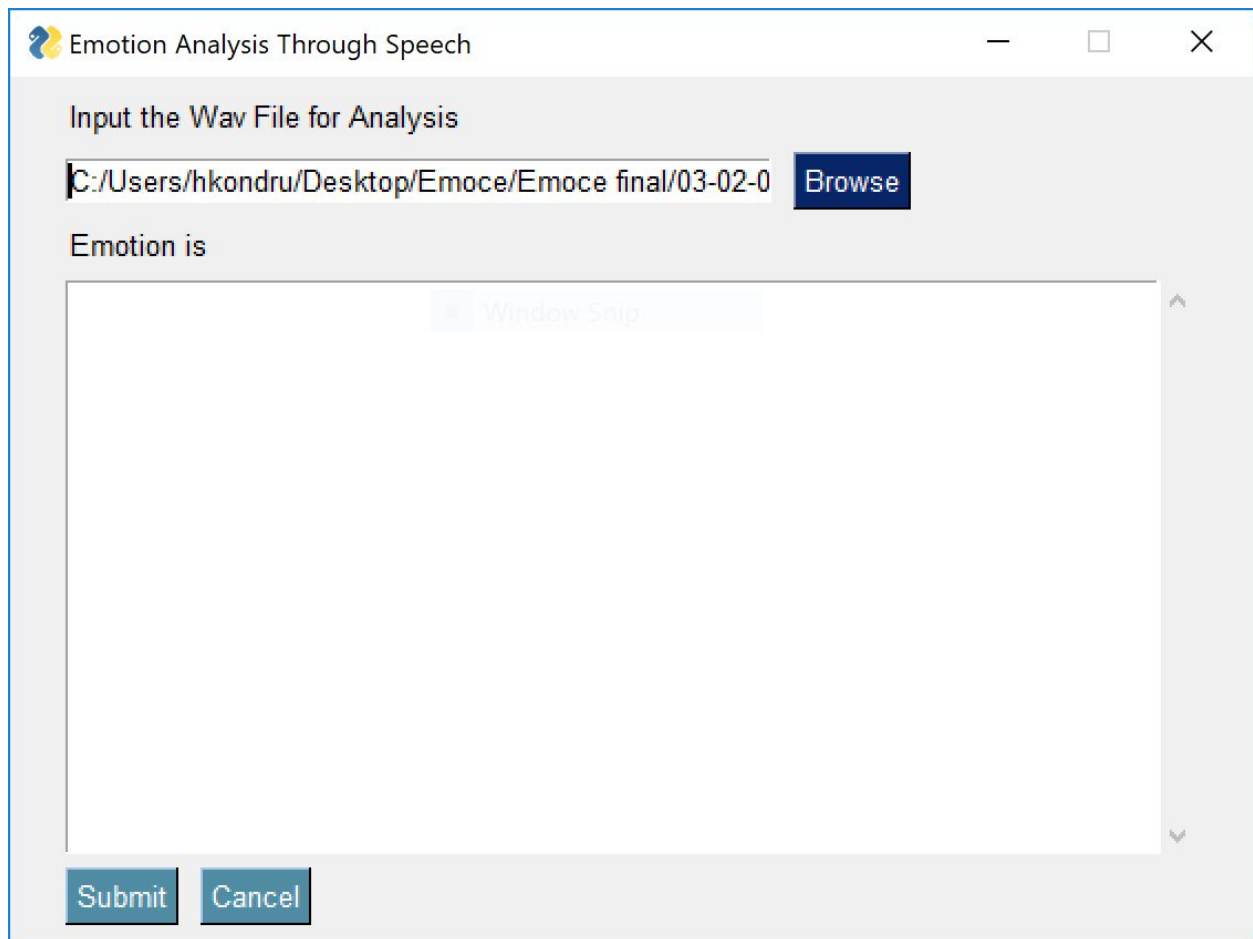 Emotion Analysis Through Speech
Input the Wav File for Analysis
C:/Users/hkondru/Desktop/Emoce/Emoce final/03-02-0
Browse
Emotion is
Window Snip
Submit Cancel